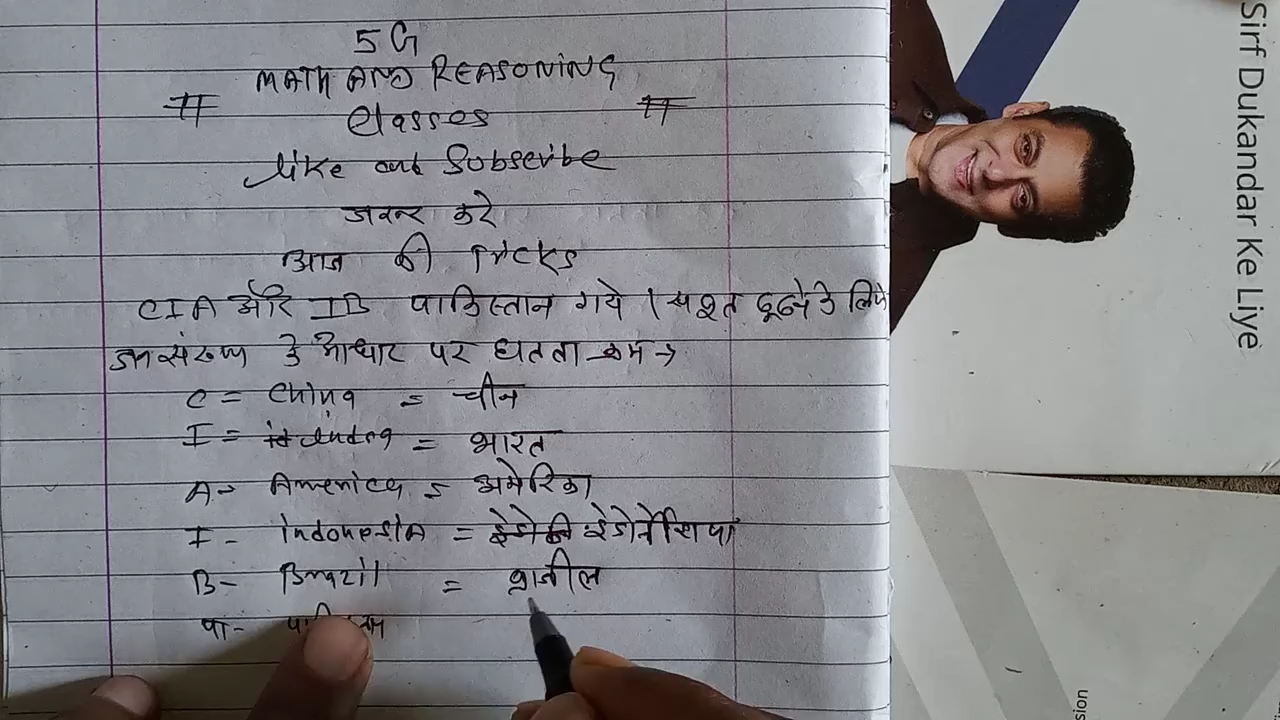 5G
MATH AND REASONING
# Classes #
Like and Subscribe
जरूर करे
आज की Tricks
CIA और IB पाकिस्तान गये (सबूत ढूढने के लिये
जनसंख्या के आधार पर घटता क्रम →
C = China = चीन
I = India = भारत
A - America = अमेरिका
I - Indonesia = इंडोनेशिया
B - Brazil = ब्राजील
पा-
Sirf Dukandar Ke Liye
sion